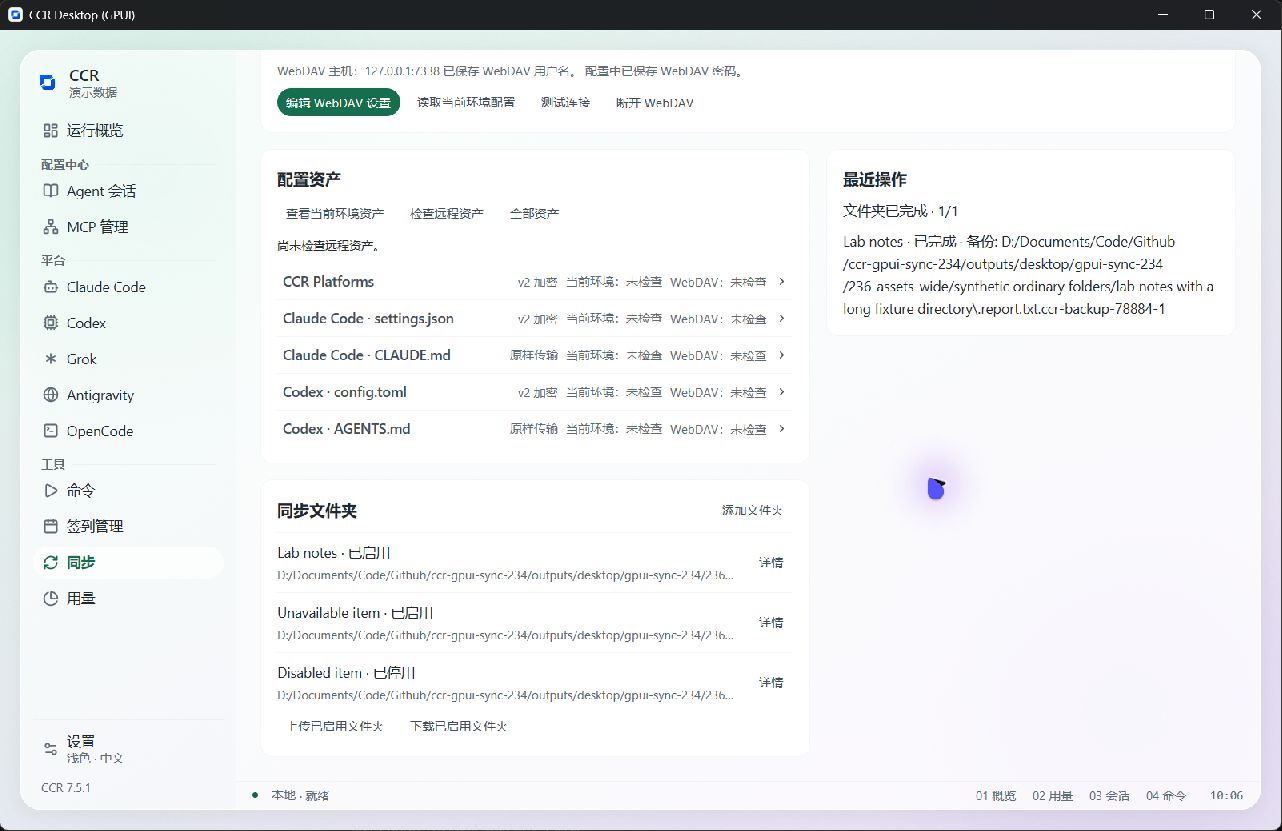 CCR Desktop (GPUI)
CCR
演示数据
运行概览
配置中心
Agent 会话
MCP 管理
平台
Claude Code
Codex
Grok
Antigravity
OpenCode
工具
命令
签到管理
同步
用量
设置
浅色 · 中文
CCR 7.5.1
WebDAV 主机：127.0.0.1:7338 已保存 WebDAV 用户名。 配置中已保存 WebDAV 密码。
编辑 WebDAV 设置 读取当前环境配置 测试连接 断开 WebDAV
配置资产
查看当前环境资产 检查远程资产 全部资产
尚未检查远程资产。
CCR Platforms v2 加密 当前环境：未检查 WebDAV：未检查
Claude Code · settings.json v2 加密 当前环境：未检查 WebDAV：未检查
Claude Code · CLAUDE.md 原样传输 当前环境：未检查 WebDAV：未检查
Codex · config.toml v2 加密 当前环境：未检查 WebDAV：未检查
Codex · AGENTS.md 原样传输 当前环境：未检查 WebDAV：未检查
同步文件夹 添加文件夹
Lab notes · 已启用
D:/Documents/Code/Github/ccr-gpui-sync-234/outputs/desktop/gpui-sync-234/236...
详情
Unavailable item · 已启用
D:/Documents/Code/Github/ccr-gpui-sync-234/outputs/desktop/gpui-sync-234/236...
详情
Disabled item · 已停用
D:/Documents/Code/Github/ccr-gpui-sync-234/outputs/desktop/gpui-sync-234/236...
详情
上传已启用文件夹 下载已启用文件夹
最近操作
文件夹已完成 · 1/1
Lab notes · 已完成 · 备份: D:/Documents/Code/Github
/ccr-gpui-sync-234/outputs/desktop/gpui-sync-234
/236-assets-wide/synthetic ordinary folders/lab notes with a
long fixture directory\.report.txt.ccr-backup-78884-1
本地 · 就绪
01 概览 02 用量 03 会话 04 命令 10:06